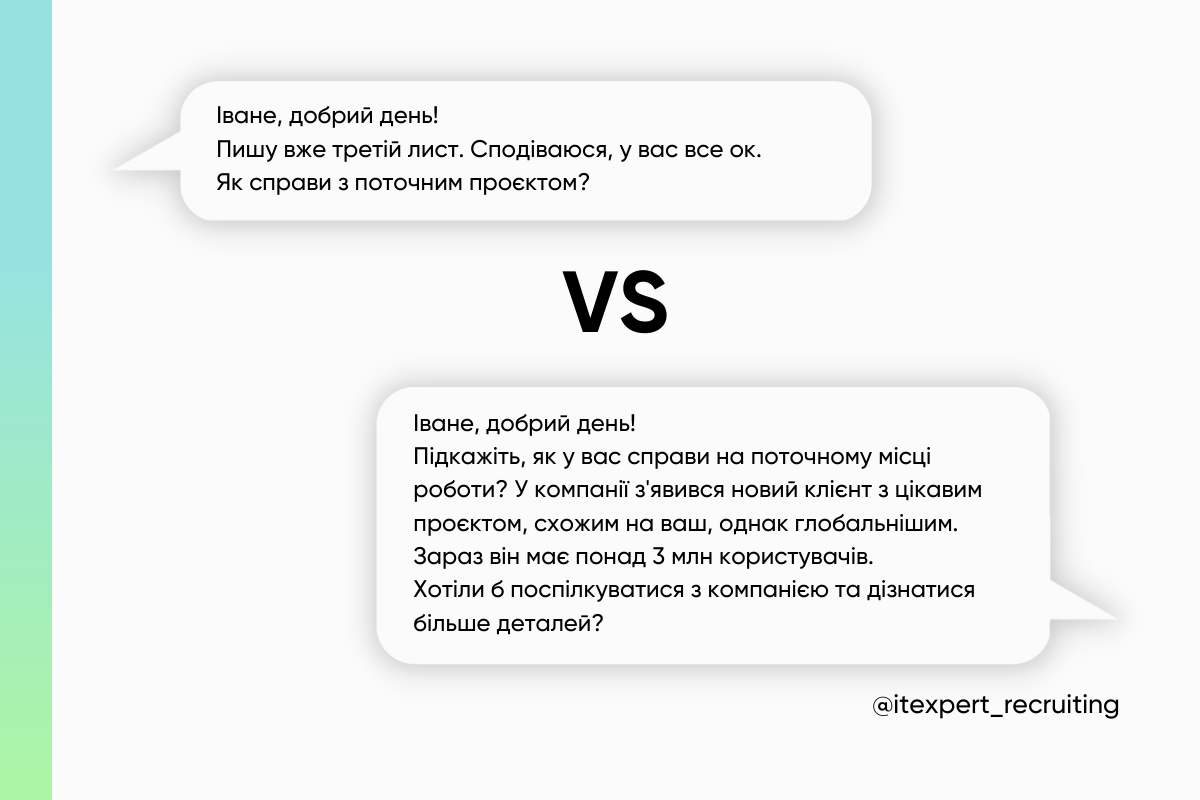 Іване, добрий день!
Пишу вже третій лист. Сподіваюся, у вас все ок.
Як справи з поточним проєктом?
VS
Іване, добрий день!
Підкажіть, як у вас справи на поточному місці
роботи? У компанії з'явився новий клієнт з цікавим
проєктом, схожим на ваш, однак глобальнішим.
Зараз він має понад 3 млн користувачів.
Хотіли б поспілкуватися з компанією та дізнатися
більше деталей?
@itexpert_recruiting